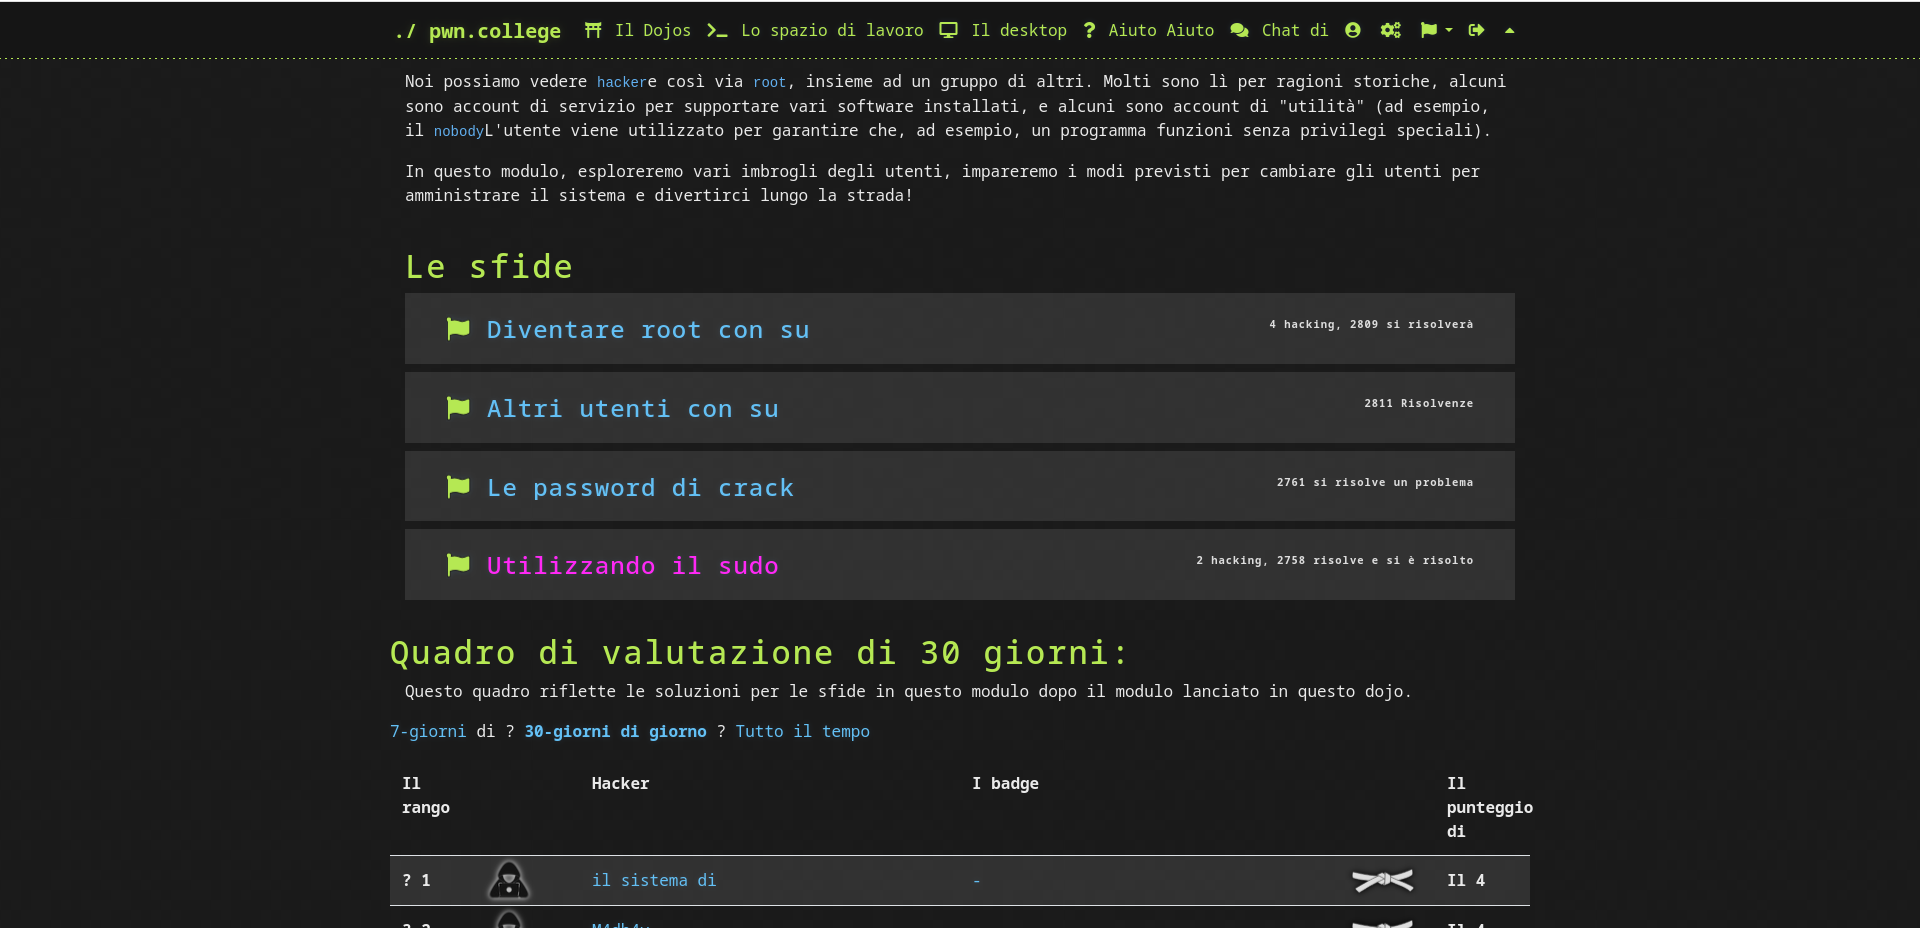 ./ pwn.college Il Dojos Lo spazio di lavoro Il desktop Aiuto Aiuto Chat di
Noi possiamo vedere hackere così via root, insieme ad un gruppo di altri. Molti sono lì per ragioni storiche, alcuni
sono account di servizio per supportare vari software installati, e alcuni sono account di "utilità" (ad esempio,
il nobodyL'utente viene utilizzato per garantire che, ad esempio, un programma funzioni senza privilegi speciali).
In questo modulo, esploreremo vari imbrogli degli utenti, impareremo i modi previsti per cambiare gli utenti per
amministrare il sistema e divertirci lungo la strada!
Le sfide
Diventare root con su 4 hacking, 2809 si risolverà
Altri utenti con su 2811 Risolvenze
Le password di crack 2761 si risolve un problema
Utilizzando il sudo 2 hacking, 2758 risolve e si è risolto
Quadro di valutazione di 30 giorni:
Questo quadro riflette le soluzioni per le sfide in questo modulo dopo il modulo lanciato in questo dojo.
7-giorni di ? 30-giorni di giorno ? Tutto il tempo
Il Hacker I badge Il
rango punteggio
di
? 1 il sistema di - Il 4